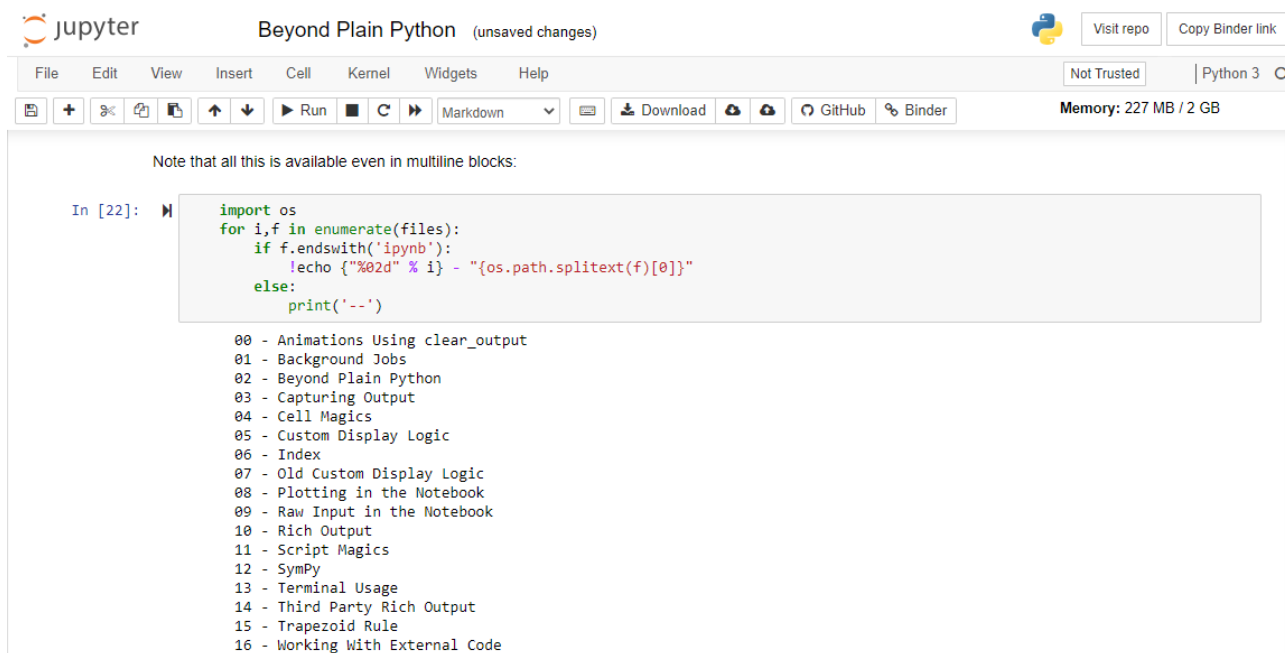 jupyter Beyond Plain Python (unsaved changes) Visit repo Copy Binder link
File Edit View Insert Cell Kernel Widgets Help Not Trusted Python 3
Run Markdown Download GitHub Binder Memory: 227 MB / 2 GB
Note that all this is available even in multiline blocks:
In [22]: import os
for i,f in enumerate(files):
    if f.endswith('ipynb'):
        !echo {"%02d" % i} - "{os.path.splitext(f)[0]}"
    else:
        print('--')
00 - Animations Using clear_output
01 - Background Jobs
02 - Beyond Plain Python
03 - Capturing Output
04 - Cell Magics
05 - Custom Display Logic
06 - Index
07 - Old Custom Display Logic
08 - Plotting in the Notebook
09 - Raw Input in the Notebook
10 - Rich Output
11 - Script Magics
12 - SymPy
13 - Terminal Usage
14 - Third Party Rich Output
15 - Trapezoid Rule
16 - Working With External Code